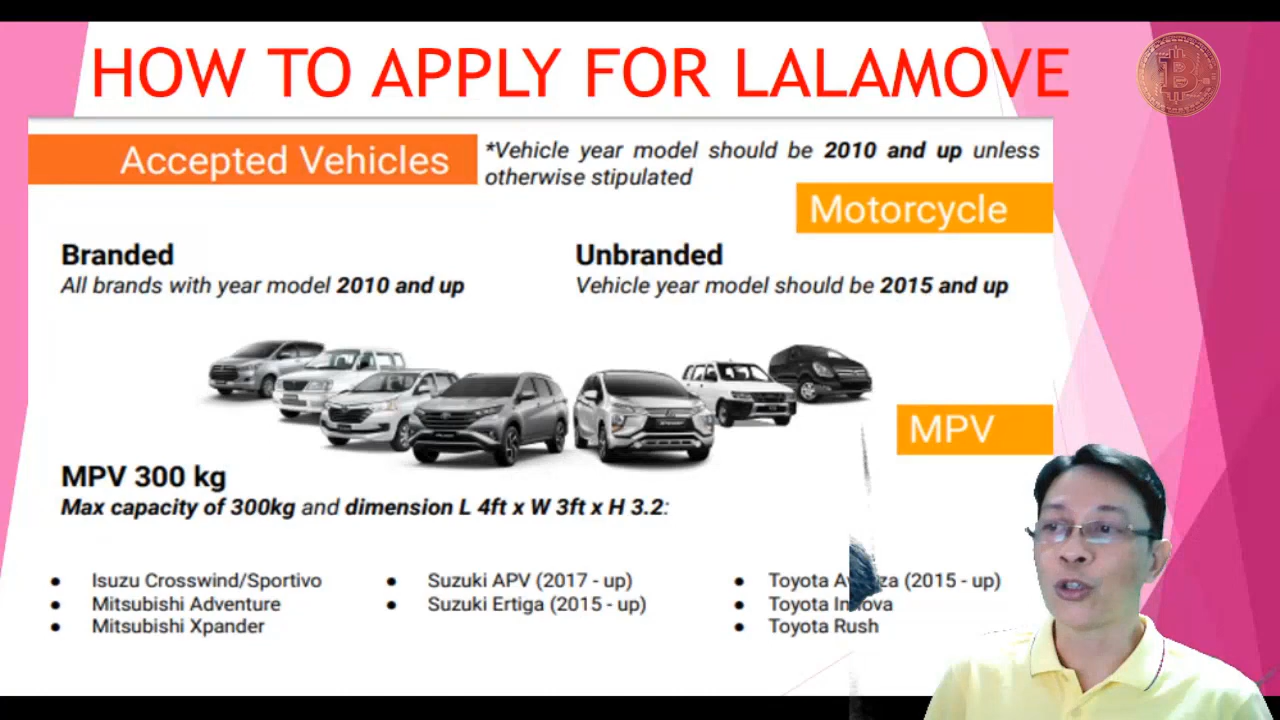 HOW TO APPLY FOR LALAMOVE
Accepted Vehicles
*Vehicle year model should be 2010 and up unless
otherwise stipulated
Motorcycle
Branded
All brands with year model 2010 and up
Unbranded
Vehicle year model should be 2015 and up
MPV
MPV 300 kg
Max capacity of 300kg and dimension L 4ft x W 3ft x H 3.2:
● Isuzu Crosswind/Sportivo
● Mitsubishi Adventure
● Mitsubishi Xpander
● Suzuki APV (2017 - up)
● Suzuki Ertiga (2015 - up)
● Toyota Avanza (2015 - up)
● Toyota Innova
● Toyota Rush